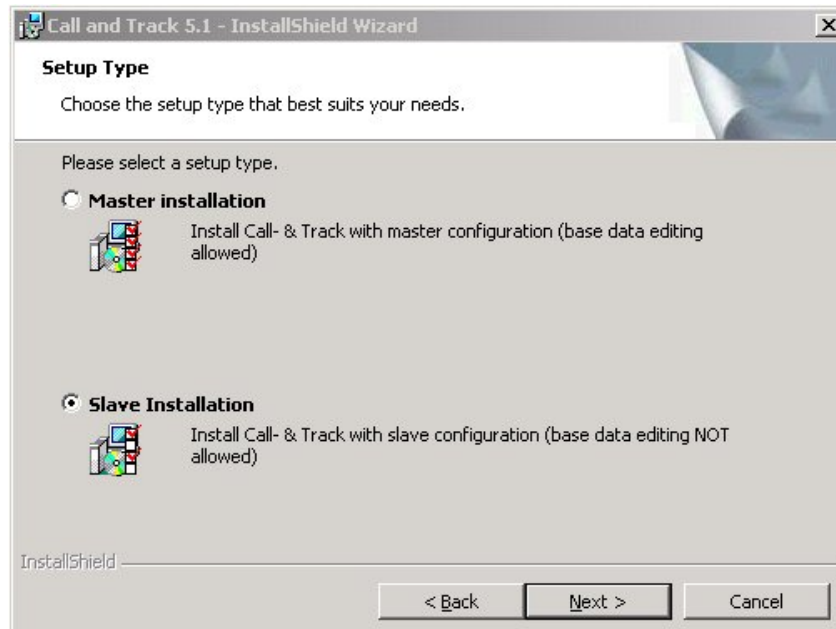 Call and Track 5.1 - InstallShield Wizard
Setup Type
Choose the setup type that best suits your needs.
Please select a setup type.
Master installation
Install Call- & Track with master configuration (base data editing
allowed)
Slave Installation
Install Call- & Track with slave configuration (base data editing NOT
allowed)
InstallShield
< Back
Next >
Cancel